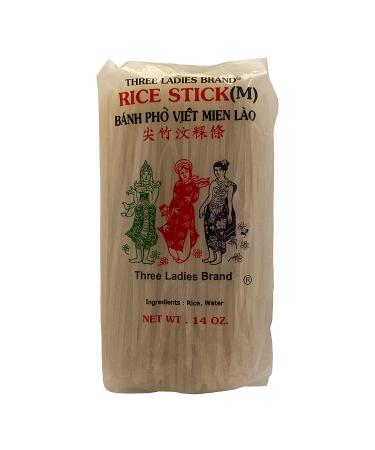 THREE LADIES BRAND®
RICE STICK(M)
BÁNH PHỞ VIỆT MIEN LÀO
尖竹汶粿條
Three Ladies Brand ®
Ingredients : Rice, Water
NET WT . 14 OZ.